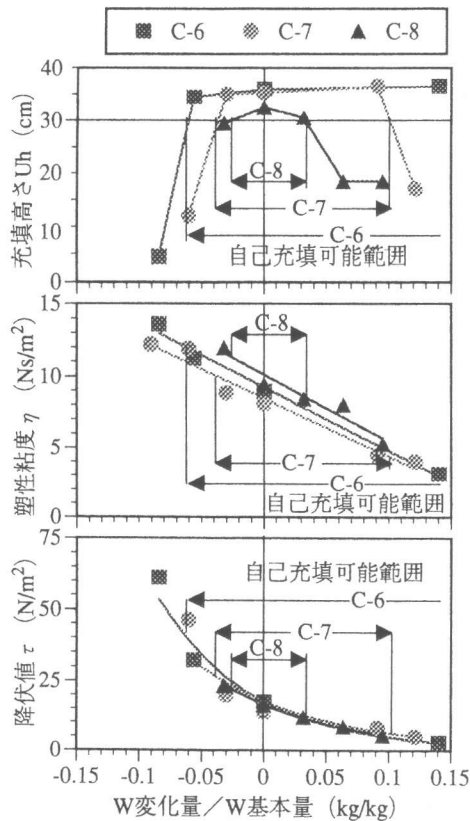 C-6 C-7 C-8
充填高さUh（cm）
40
30
20
10
0
C-8
C-7
C-6
自己充填可能範囲
塑性粘度η（Ns/m²）
15
10
5
0
C-8
C-7
C-6
自己充填可能範囲
降伏値τ（N/m²）
75
50
25
0
自己充填可能範囲
C-6
C-7
C-8
-0.15 -0.1 -0.05 0 0.05 0.1 0.15
W変化量／W基本量（kg/kg）